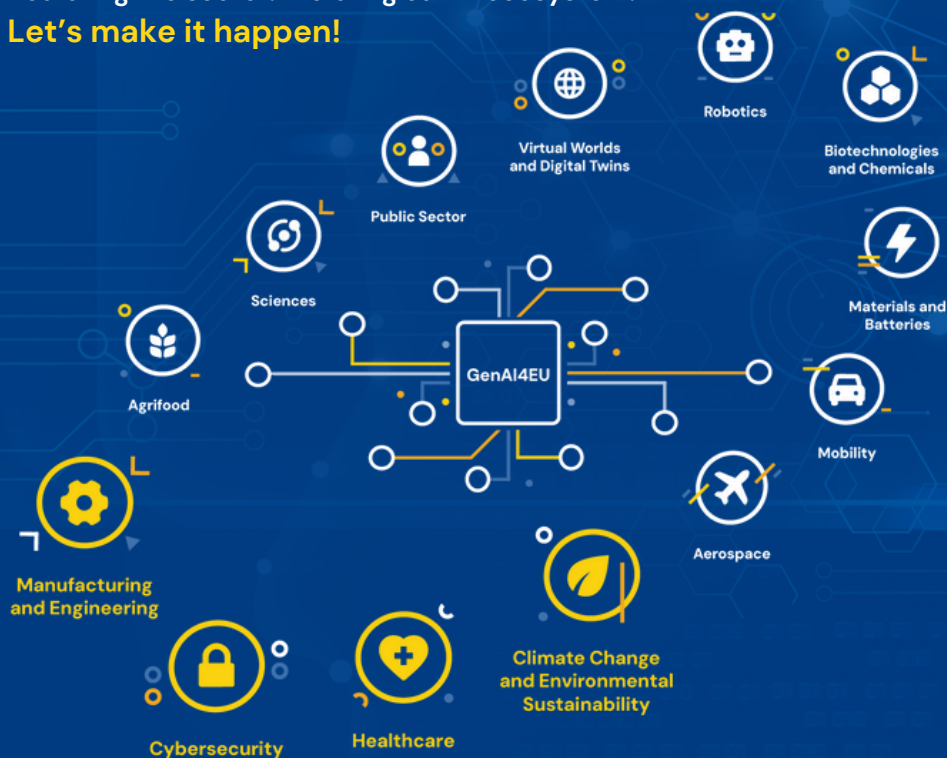 Let's make it happen!
Robotics
Virtual Worlds
and Digital Twins
Biotechnologies
and Chemicals
Public Sector
Sciences
Materials and
Batteries
GenAI4EU
Agrifood
Mobility
Aerospace
Manufacturing
and Engineering
Climate Change
and Environmental
Sustainability
Healthcare
Cybersecurity